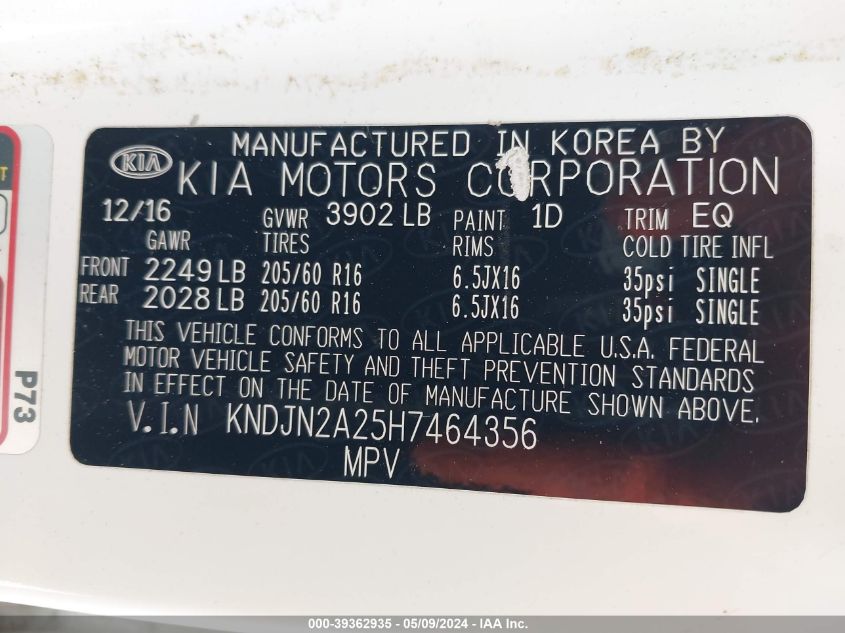 MANUFACTURED IN KOREA BY
KIA KIA MOTORS CORPORATION
12/16 GVWR 3902 LB PAINT 1D TRIM EQ
GAWR TIRES RIMS COLD TIRE INFL
FRONT 2249 LB 205/60 R16 6.5JX16 35psi SINGLE
REAR 2028 LB 205/60 R16 6.5JX16 35psi SINGLE
THIS VEHICLE CONFORMS TO ALL APPLICABLE U.S.A. FEDERAL
MOTOR VEHICLE SAFETY AND THEFT PREVENTION STANDARDS
IN EFFECT ON THE DATE OF MANUFACTURE SHOWN ABOVE.
V.I.N KNDJN2A25H7464356
MPV
P73
000-39362935 - 05/09/2024 - IAA Inc.